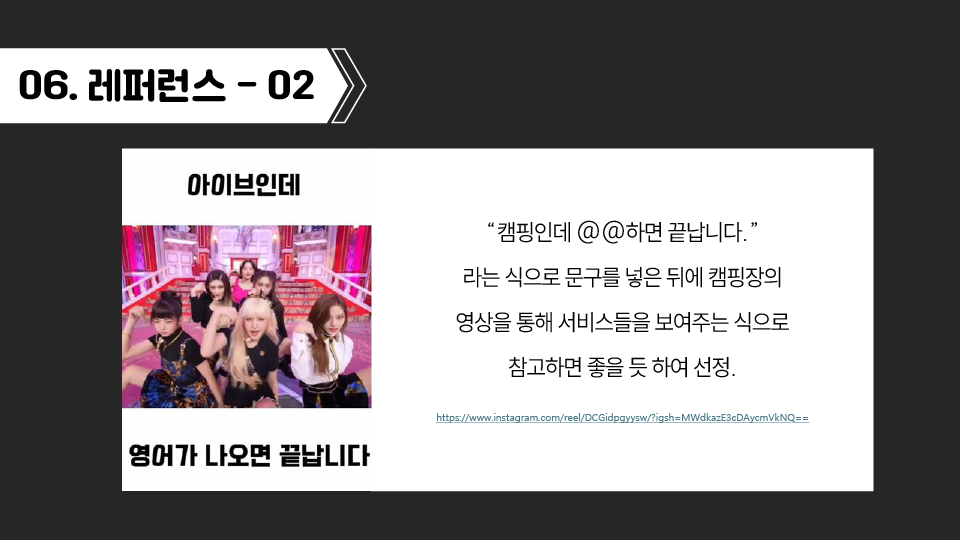 06. 레퍼런스 - 02
아이브인데
영어가 나오면 끝납니다
“캠핑인데 @@하면 끝납니다.”
라는 식으로 문구를 넣은 뒤에 캠핑장의
영상을 통해 서비스들을 보여주는 식으로
참고하면 좋을 듯 하여 선정.
https://www.instagram.com/reel/DCGidpgyysw/?igsh=MWdkazE3cDAycmVkNQ==